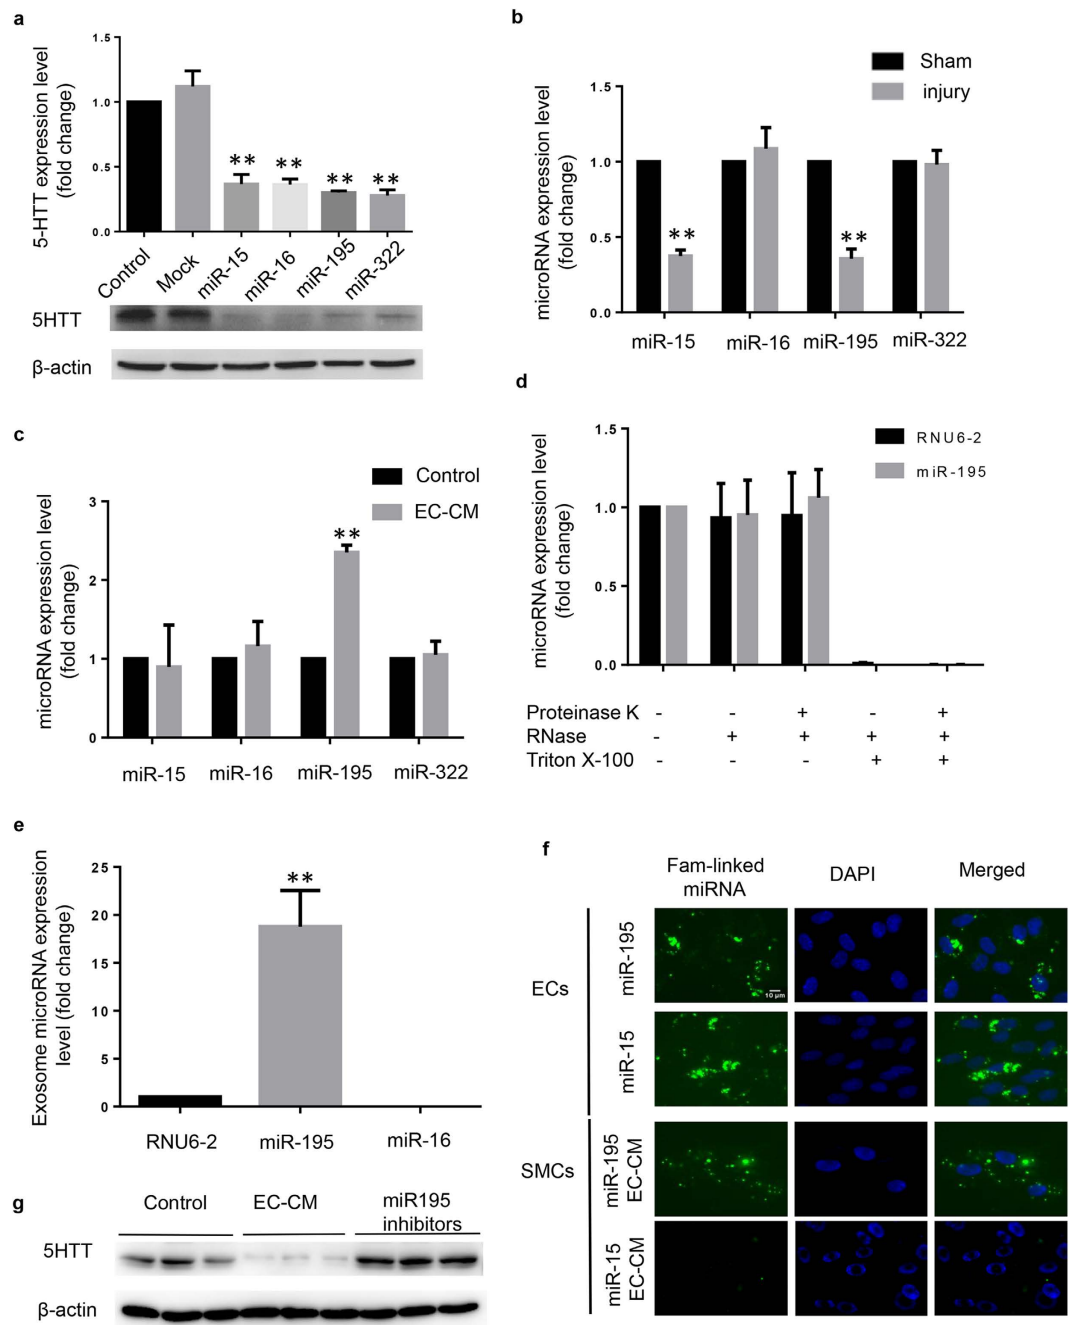 a
5-HTT expression level
(fold change)
1.5
1.0
0.5
0.0
**
**
**
**
Control
Mock
miR-15
miR-16
miR-195
miR-322
5HTT
β-actin
b
microRNA expression level
(fold change)
1.5
1.0
0.5
0.0
Sham
injury
**
**
miR-15
miR-16
miR-195
miR-322
c
microRNA expression level
(fold change)
3
2
1
0
Control
EC-CM
**
miR-15
miR-16
miR-195
miR-322
d
microRNA expression level
(fold change)
1.5
1.0
0.5
0.0
RNU6-2
miR-195
Proteinase K - - + - +
RNase - + + + +
Triton X-100 - - - + +
e
Exosome microRNA expression
level (fold change)
25
20
15
10
5
0
**
RNU6-2
miR-195
miR-16
f
Fam-linked
miRNA
DAPI
Merged
ECs
miR-195
10 µm
miR-15
SMCs
miR-195
EC-CM
miR-15
EC-CM
g
Control
EC-CM
miR195
inhibitors
5HTT
β-actin